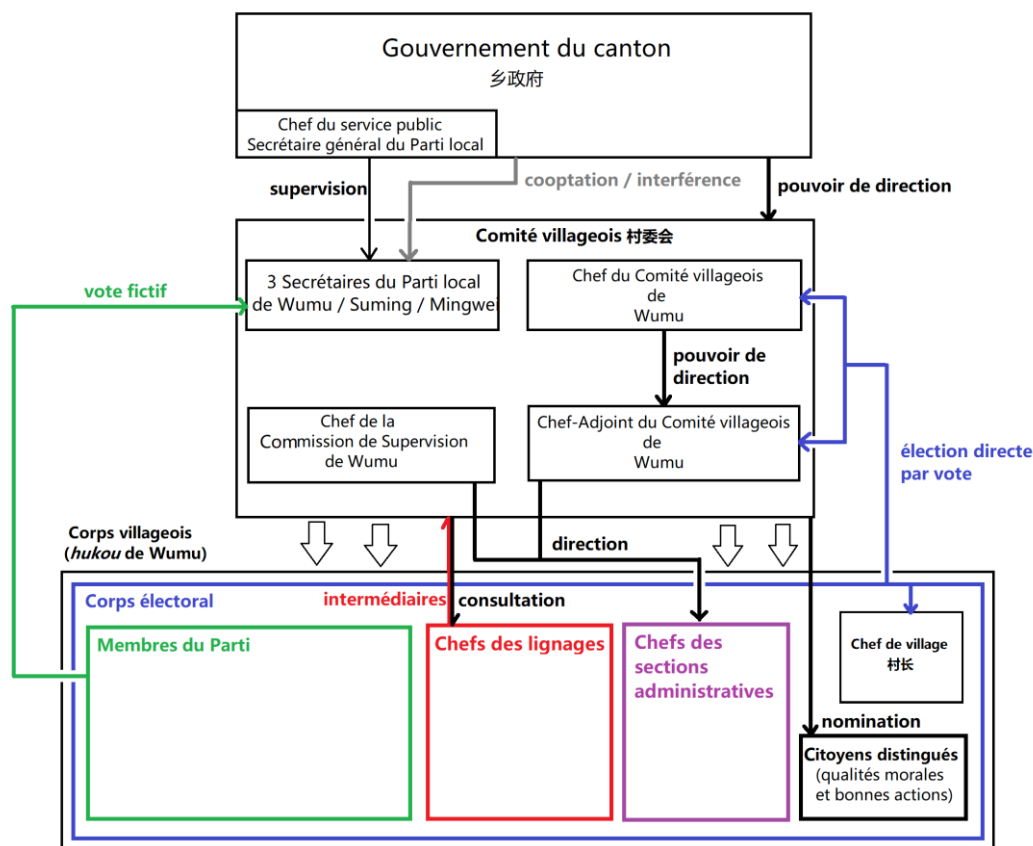 Gouvernement du canton
乡政府
Chef du service public
Secrétaire général du Parti local
supervision
cooptation / interférence
pouvoir de direction
Comité villageois 村委会
3 Secrétaires du Parti local
de Wumu / Suming / Mingwei
Chef du Comité villageois
de
Wumu
vote fictif
pouvoir de
direction
Chef de la
Commission de Supervision
de Wumu
Chef-Adjoint du Comité villageois
de
Wumu
élection directe
par vote
Corps villageois
(hukou de Wumu)
direction
Corps électoral
intermédiaires
consultation
Membres du Parti
Chefs des lignages
Chefs des
sections
administratives
Chef de village
村长
nomination
Citoyens distingués
(qualités morales
et bonnes actions)